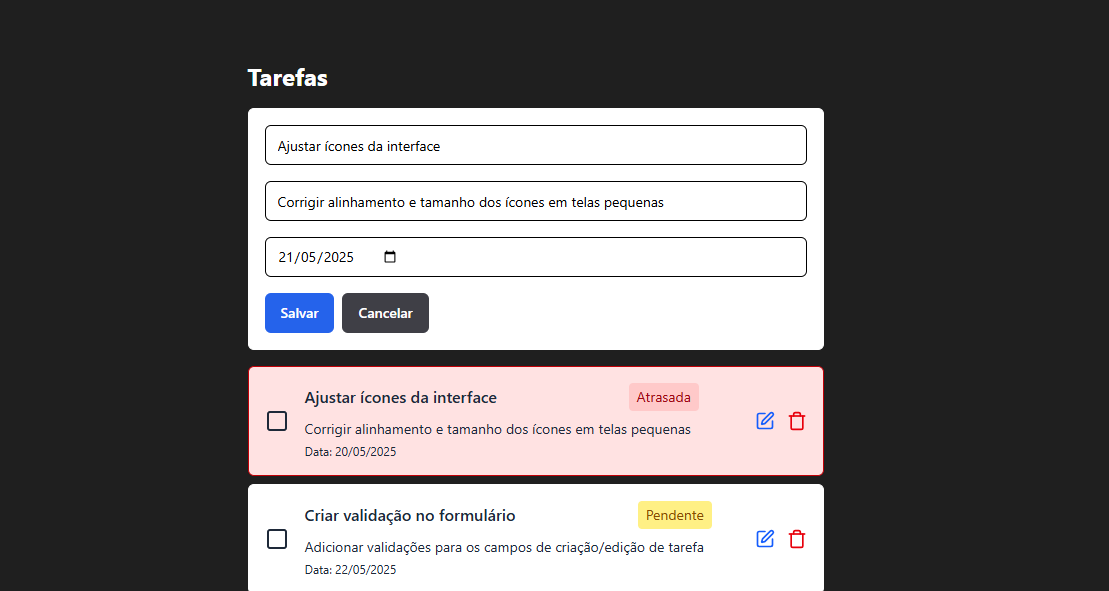 Tarefas
Ajustar ícones da interface
Corrigir alinhamento e tamanho dos ícones em telas pequenas
21/05/2025
Salvar Cancelar
Ajustar ícones da interface Atrasada
Corrigir alinhamento e tamanho dos ícones em telas pequenas
Data: 20/05/2025
Criar validação no formulário Pendente
Adicionar validações para os campos de criação/edição de tarefa
Data: 22/05/2025